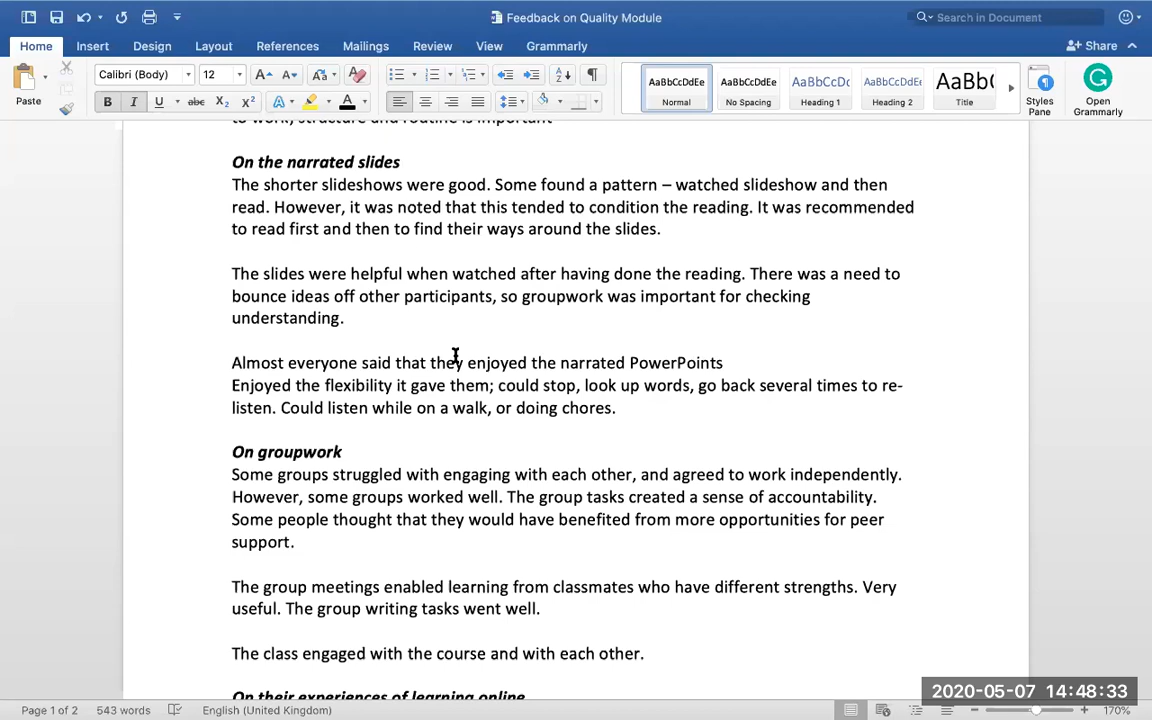 Feedback on Quality Module
Search in Document
Home Insert Design Layout References Mailings Review View Grammarly
Share
Paste
Calibri (Body) 12
B I U abc X2 X2 A A
AaBbCcDdEe AaBbCcDdEe AaBbCcDc AaBbCcDdEe AaBb(
Normal No Spacing Heading 1 Heading 2 Title
Styles Pane
Open Grammarly
to work, structure and routine is important
On the narrated slides
The shorter slideshows were good. Some found a pattern – watched slideshow and then
read. However, it was noted that this tended to condition the reading. It was recommended
to read first and then to find their ways around the slides.
The slides were helpful when watched after having done the reading. There was a need to
bounce ideas off other participants, so groupwork was important for checking
understanding.
Almost everyone said that they enjoyed the narrated PowerPoints
Enjoyed the flexibility it gave them; could stop, look up words, go back several times to re-
listen. Could listen while on a walk, or doing chores.
On groupwork
Some groups struggled with engaging with each other, and agreed to work independently.
However, some groups worked well. The group tasks created a sense of accountability.
Some people thought that they would have benefited from more opportunities for peer
support.
The group meetings enabled learning from classmates who have different strengths. Very
useful. The group writing tasks went well.
The class engaged with the course and with each other.
On their experiences of learning online
2020-05-07 14:48:33
Page 1 of 2 543 words English (United Kingdom) 170%